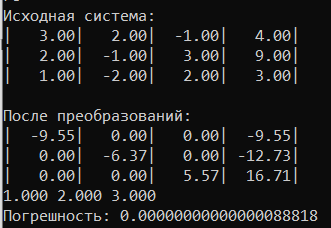 Исходная система:
|    3.00|    2.00|   -1.00|    4.00|
|    2.00|   -1.00|    3.00|    9.00|
|    1.00|   -2.00|    2.00|    3.00|
После преобразований:
|   -9.55|    0.00|    0.00|   -9.55|
|    0.00|   -6.37|    0.00|  -12.73|
|    0.00|    0.00|    5.57|   16.71|
1.000 2.000 3.000
Погрешность: 0.00000000000000088818